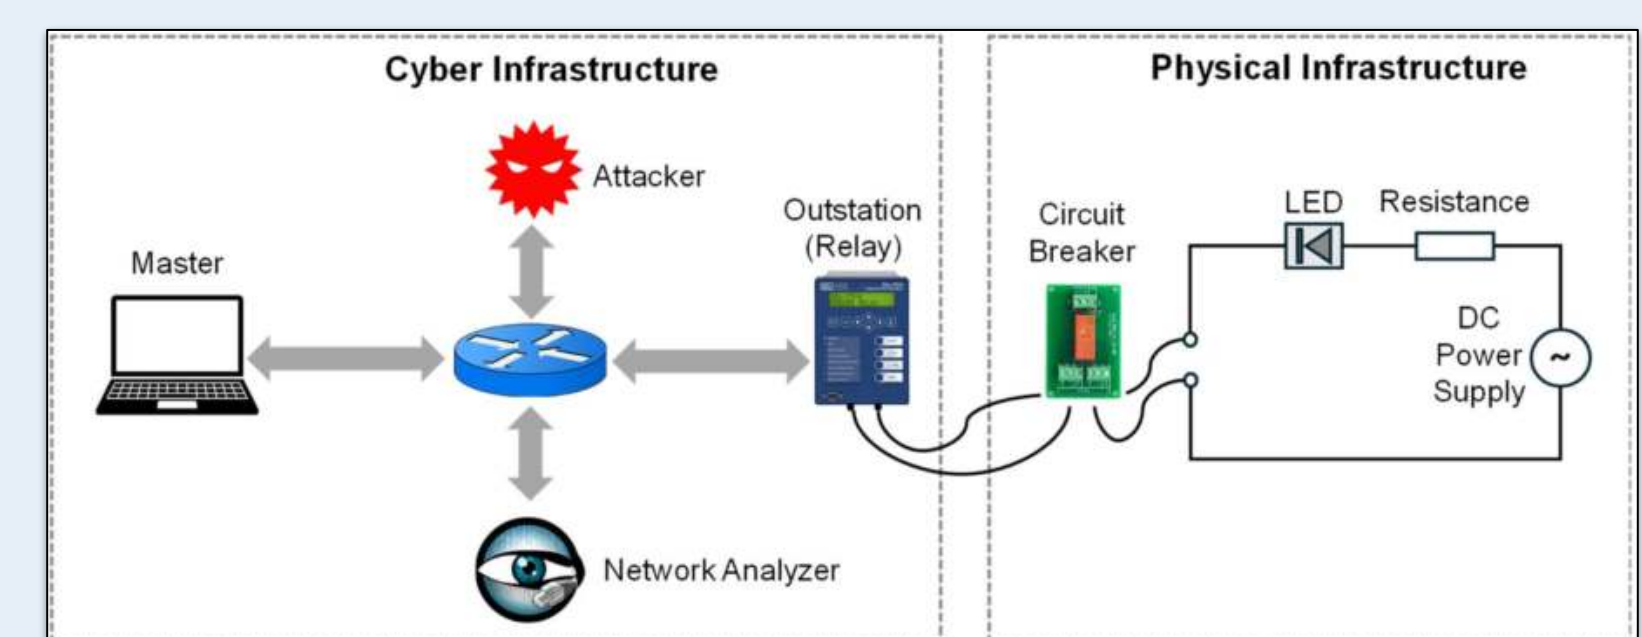 Cyber Infrastructure
Physical Infrastructure
Attacker
Master
Outstation
(Relay)
Circuit
Breaker
LED
Resistance
DC
Power
Supply
~
Network Analyzer